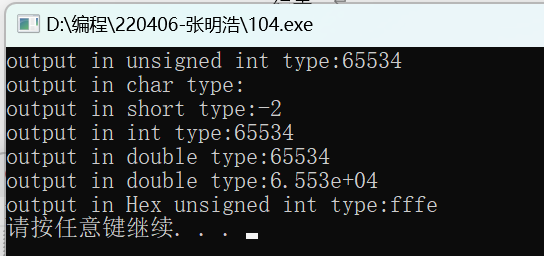 D:\编程\220406-张明浩\104.exe
output in unsigned int type:65534
output in char type:
output in short type:-2
output in int type:65534
output in double type:65534
output in double type:6.553e+04
output in Hex unsigned int type:fffe
请按任意键继续. . .